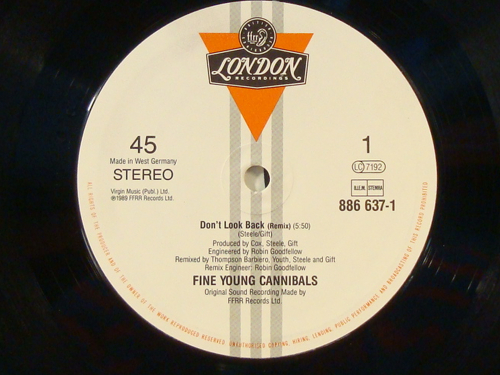 ffrr
LONDON
RECORDINGS
45
Made in West Germany
STEREO
Virgin Music (Publ.) Ltd.
℗1989 FFRR Records Ltd.
1
LC 7192
B.I.E.M. STEMRA
886 637-1
Don't Look Back (Remix) (5:50)
(Steele/Gift)
Produced by Cox, Steele, Gift
Engineered by Robin Goodfellow
Remixed by Thompson Barbiero, Youth, Steele and Gift
Remix Engineer: Robin Goodfellow
FINE YOUNG CANNIBALS
Original Sound Recording Made by
FFRR Records Ltd.
ALL RIGHTS OF THE PRODUCER AND OF THE OWNER OF THE WORK REPRODUCED RESERVED. UNAUTHORISED COPYING, HIRING, LENDING, PUBLIC PERFORMANCE AND BROADCASTING OF THIS RECORD PROHIBITED